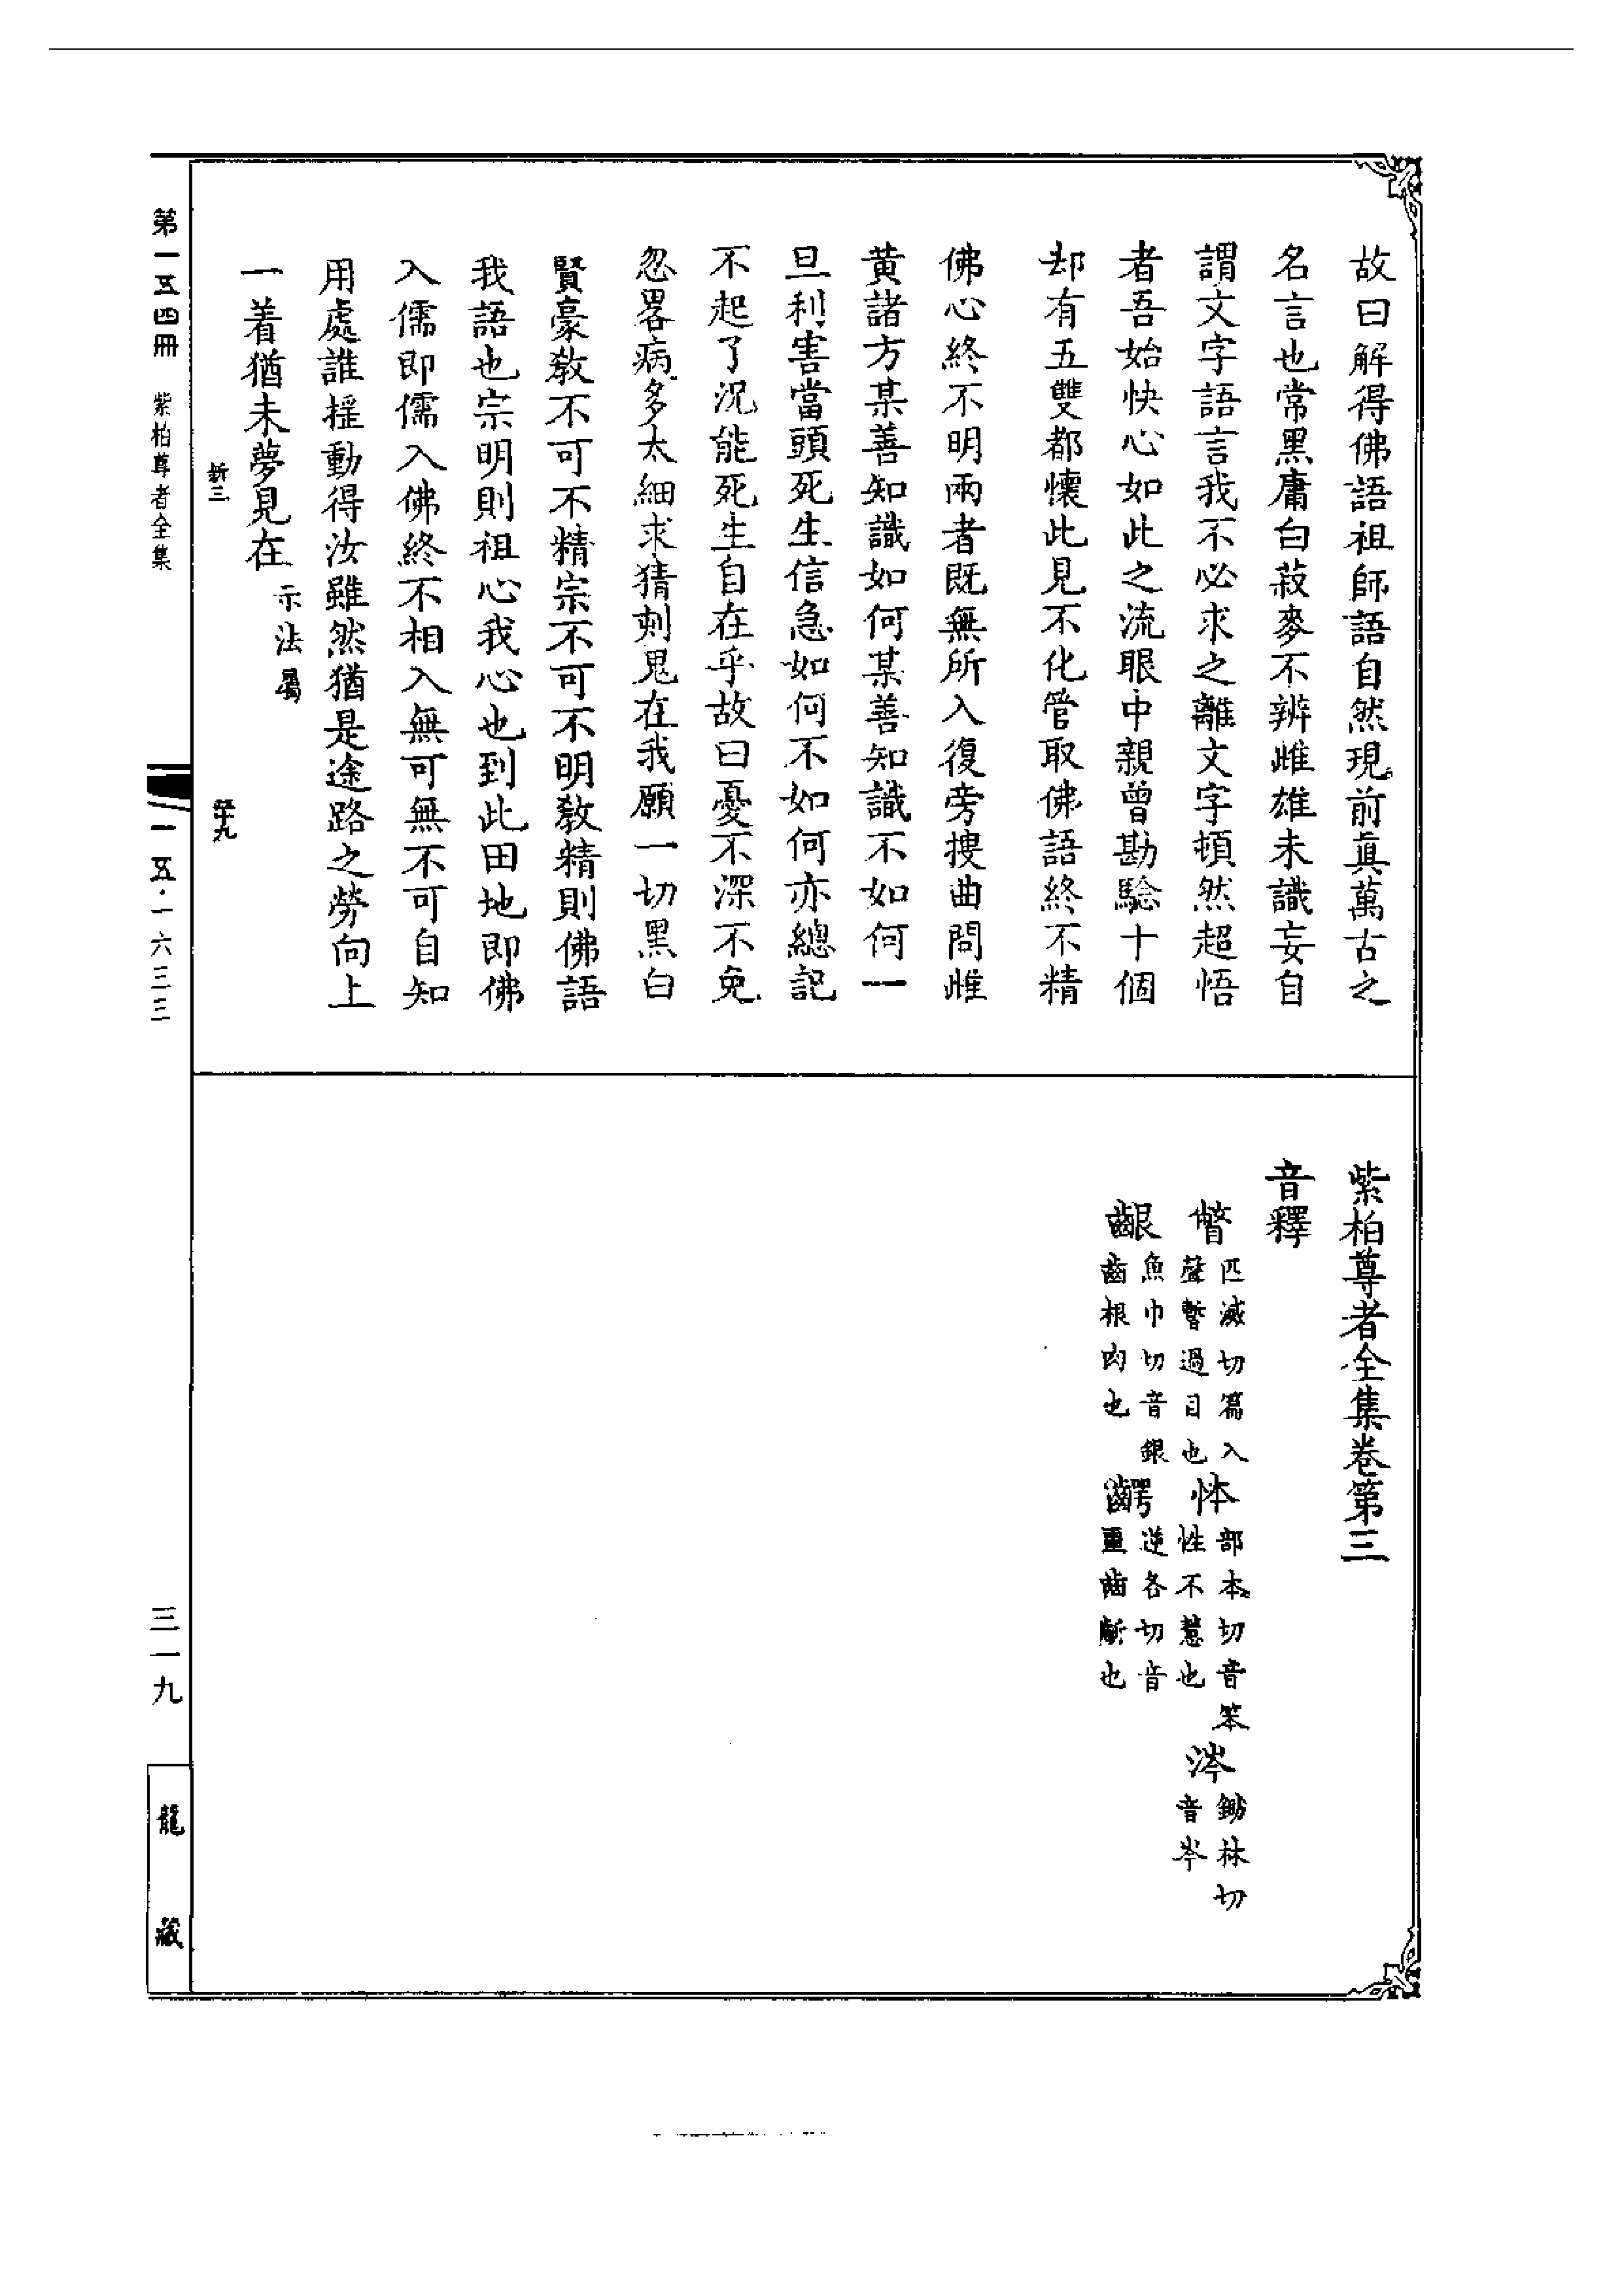 故曰解得佛語祖師語自然現前真萬古之
名言也常黑庸白菽麥不辨雌雄未識妄自
謂文字語言我不必求之離文字頓然超悟
者吾始快心如此之流眼中親曾勘驗十個
却有五雙都懷此見不化管取佛語終不精
佛心終不明兩者既無所入復旁搜曲問雌
黃諸方某善知識如何某善知識不如何一
旦利害當頭死生信急如何不如何亦總記
不起了況能死生自在乎故曰憂不深不免
忽畧病多太細求猜刺鬼在我願一切黑白
賢豪教不可不精宗不可不明教精則佛語
我語也宗明則祖心我心也到此田地即佛
入儒即儒入佛終不相入無可無不可自知
用處誰搖動得汝雖然猶是途路之勞向上
一着猶未夢見在 示法屬
新三
紫柏尊者全集卷第三
音釋
瞥 匹滅切篇入聲瞥過目也 体 部本切音笨性不慧也 涔 鋤林切音岑
齦 魚巾切音銀齒根肉也 齶 逆各切音噩齒齗也
第一五四冊 紫柏尊者全集
一五·一六三三
三一九
龍藏